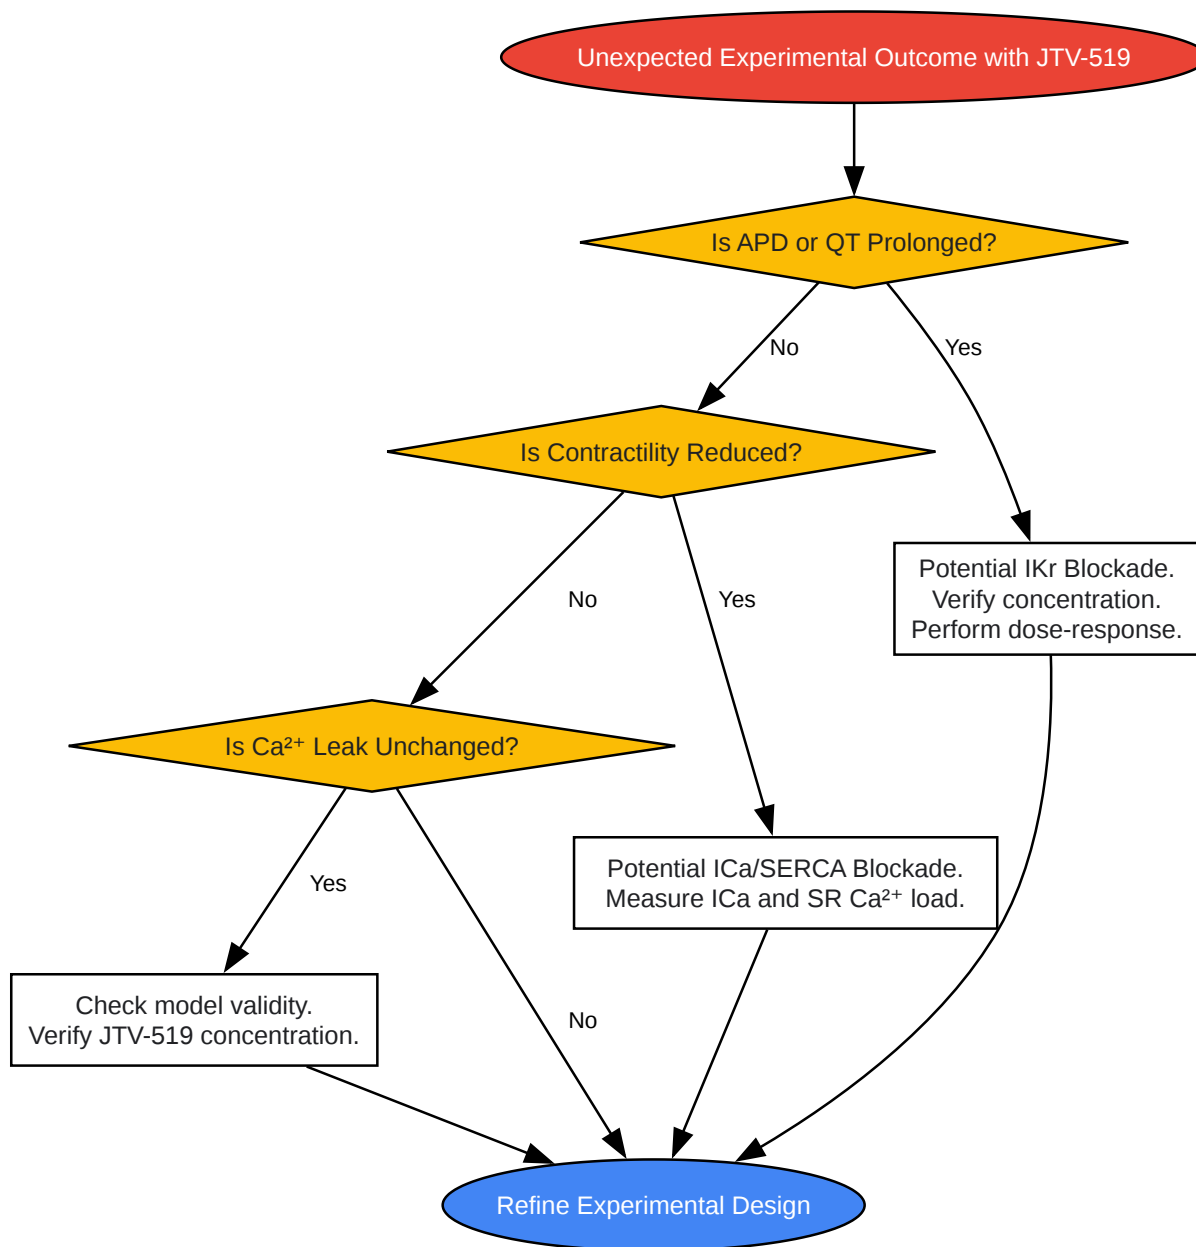 Unexpected Experimental Outcome with JTV-519
Is APD or QT Prolonged?
No
Yes
Is Contractility Reduced?
Potential IKr Blockade.
Verify concentration.
Perform dose-response.
No
Yes
Is Ca²⁺ Leak Unchanged?
Potential ICa/SERCA Blockade.
Measure ICa and SR Ca²⁺ load.
Yes
Check model validity.
Verify JTV-519 concentration.
No
Refine Experimental Design